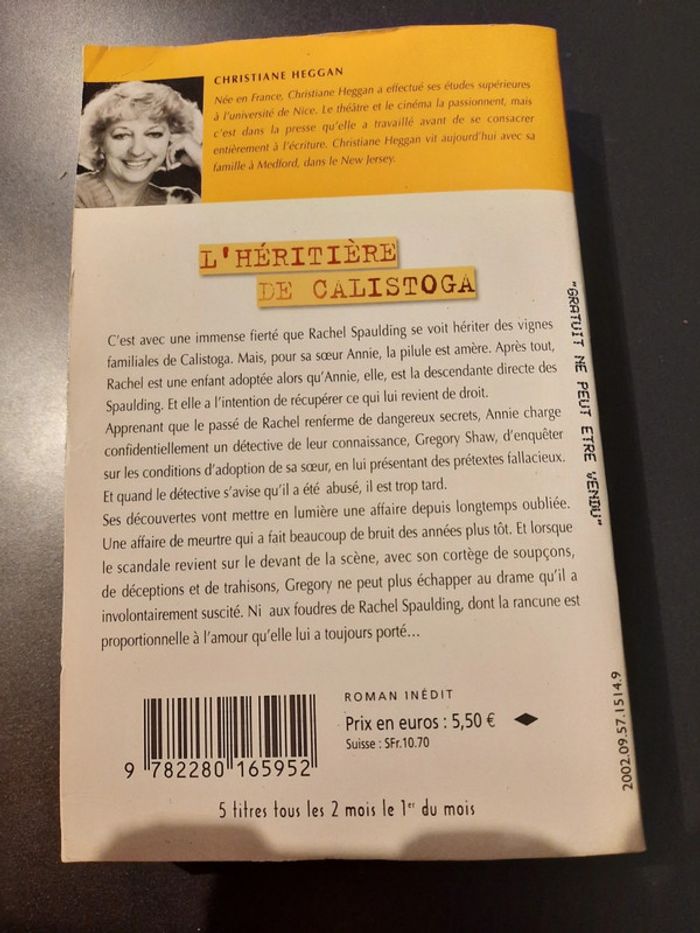 CHRISTIANE HEGGAN
Née en France, Christiane Heggan a effectué ses études supérieures
à l'université de Nice. Le théâtre et le cinéma la passionnent, mais
c'est dans la presse qu'elle a travaillé avant de se consacrer
entièrement à l'écriture. Christiane Heggan vit aujourd'hui avec sa
famille à Medford, dans le New Jersey.
L'HÉRITIÈRE
DE CALISTOGA
C'est avec une immense fierté que Rachel Spaulding se voit hériter des vignes
familiales de Calistoga. Mais, pour sa sœur Annie, la pilule est amère. Après tout,
Rachel est une enfant adoptée alors qu'Annie, elle, est la descendante directe des
Spaulding. Et elle a l'intention de récupérer ce qui lui revient de droit.
Apprenant que le passé de Rachel renferme de dangereux secrets, Annie charge
confidentiellement un détective de leur connaissance, Gregory Shaw, d'enquêter
sur les conditions d'adoption de sa sœur, en lui présentant des prétextes fallacieux.
Et quand le détective s'avise qu'il a été abusé, il est trop tard.
Ses découvertes vont mettre en lumière une affaire depuis longtemps oubliée.
Une affaire de meurtre qui a fait beaucoup de bruit des années plus tôt. Et lorsque
le scandale revient sur le devant de la scène, avec son cortège de soupçons,
de déceptions et de trahisons, Gregory ne peut plus échapper au drame qu'il a
involontairement suscité. Ni aux foudres de Rachel Spaulding, dont la rancune est
proportionnelle à l'amour qu'elle lui a toujours porté...
"GRATUIT NE PEUT ETRE VENDU"
ROMAN INÉDIT
Prix en euros : 5,50 €
Suisse : SFr.10.70
9 782280 165952
2002.09.57.1514.9
5 titres tous les 2 mois le 1er du mois